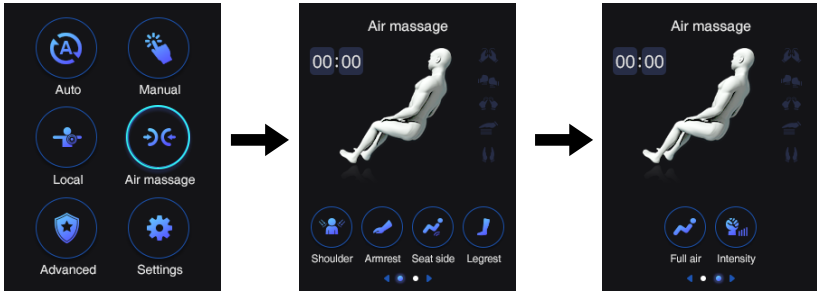 Auto Manual
Local Air massage
Advanced Settings
Air massage
00:00
Shoulder Armrest Seat side Legrest
Air massage
00:00
Full air Intensity